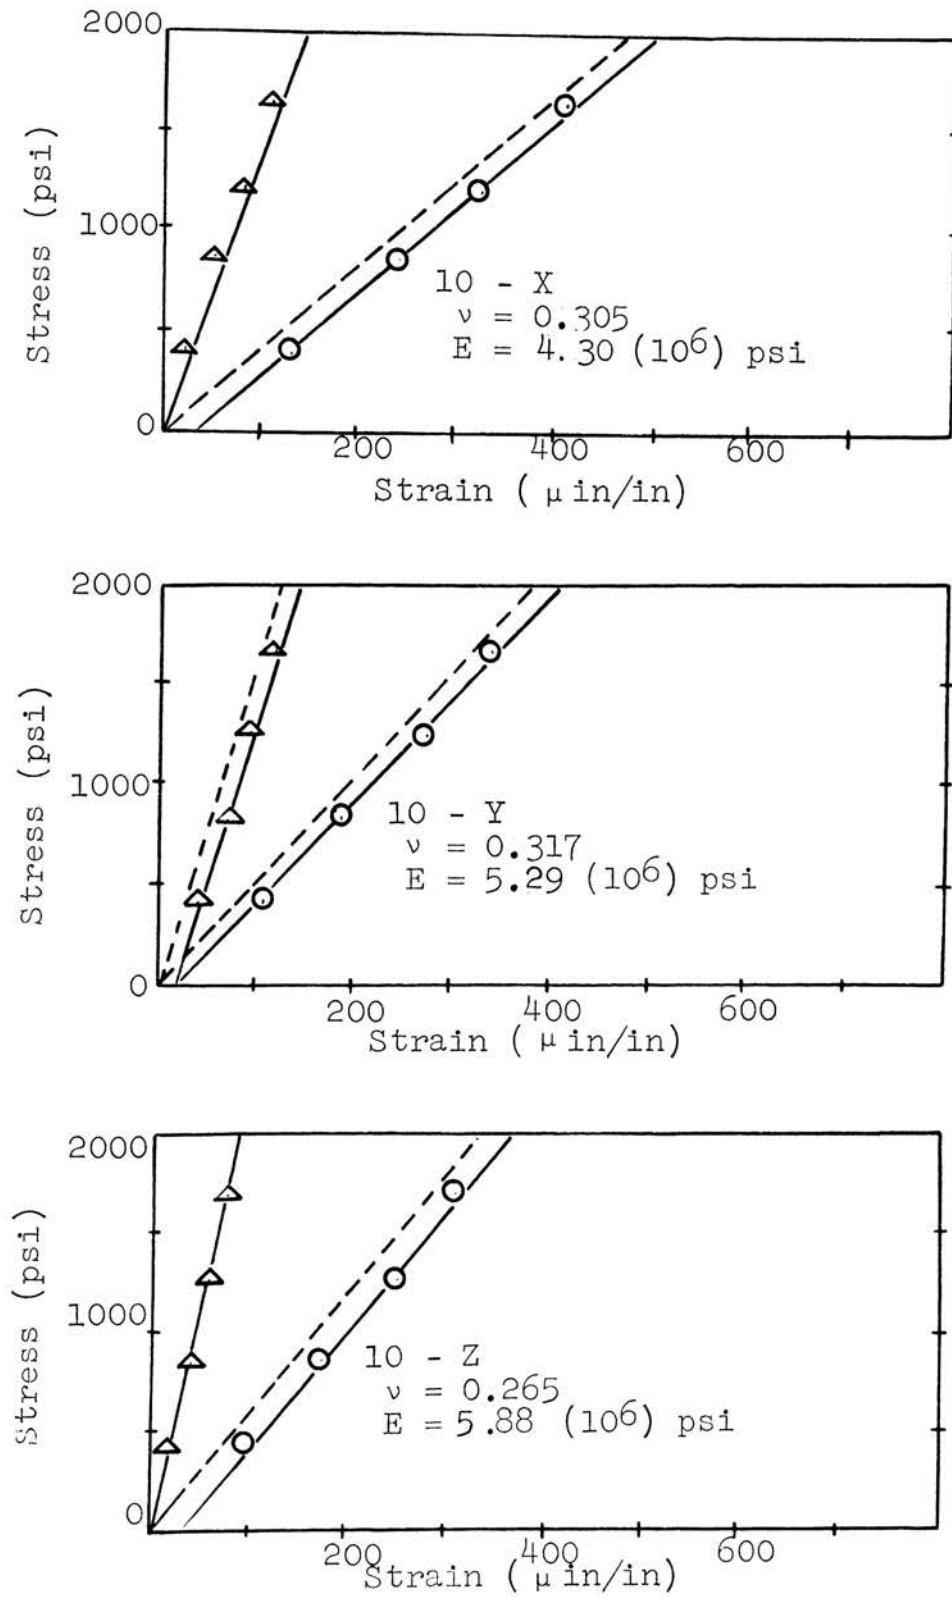 2000
Stress (psi)
1000
0
10 - X
ν = 0.305
E = 4.30 (10⁶) psi
200 400 600
Strain ( μ in/in)
2000
Stress (psi)
1000
0
10 - Y
ν = 0.317
E = 5.29 (10⁶) psi
200 400 600
Strain ( μ in/in)
2000
Stress (psi)
1000
0
10 - Z
ν = 0.265
E = 5.88 (10⁶) psi
200 400 600
Strain ( μ in/in)